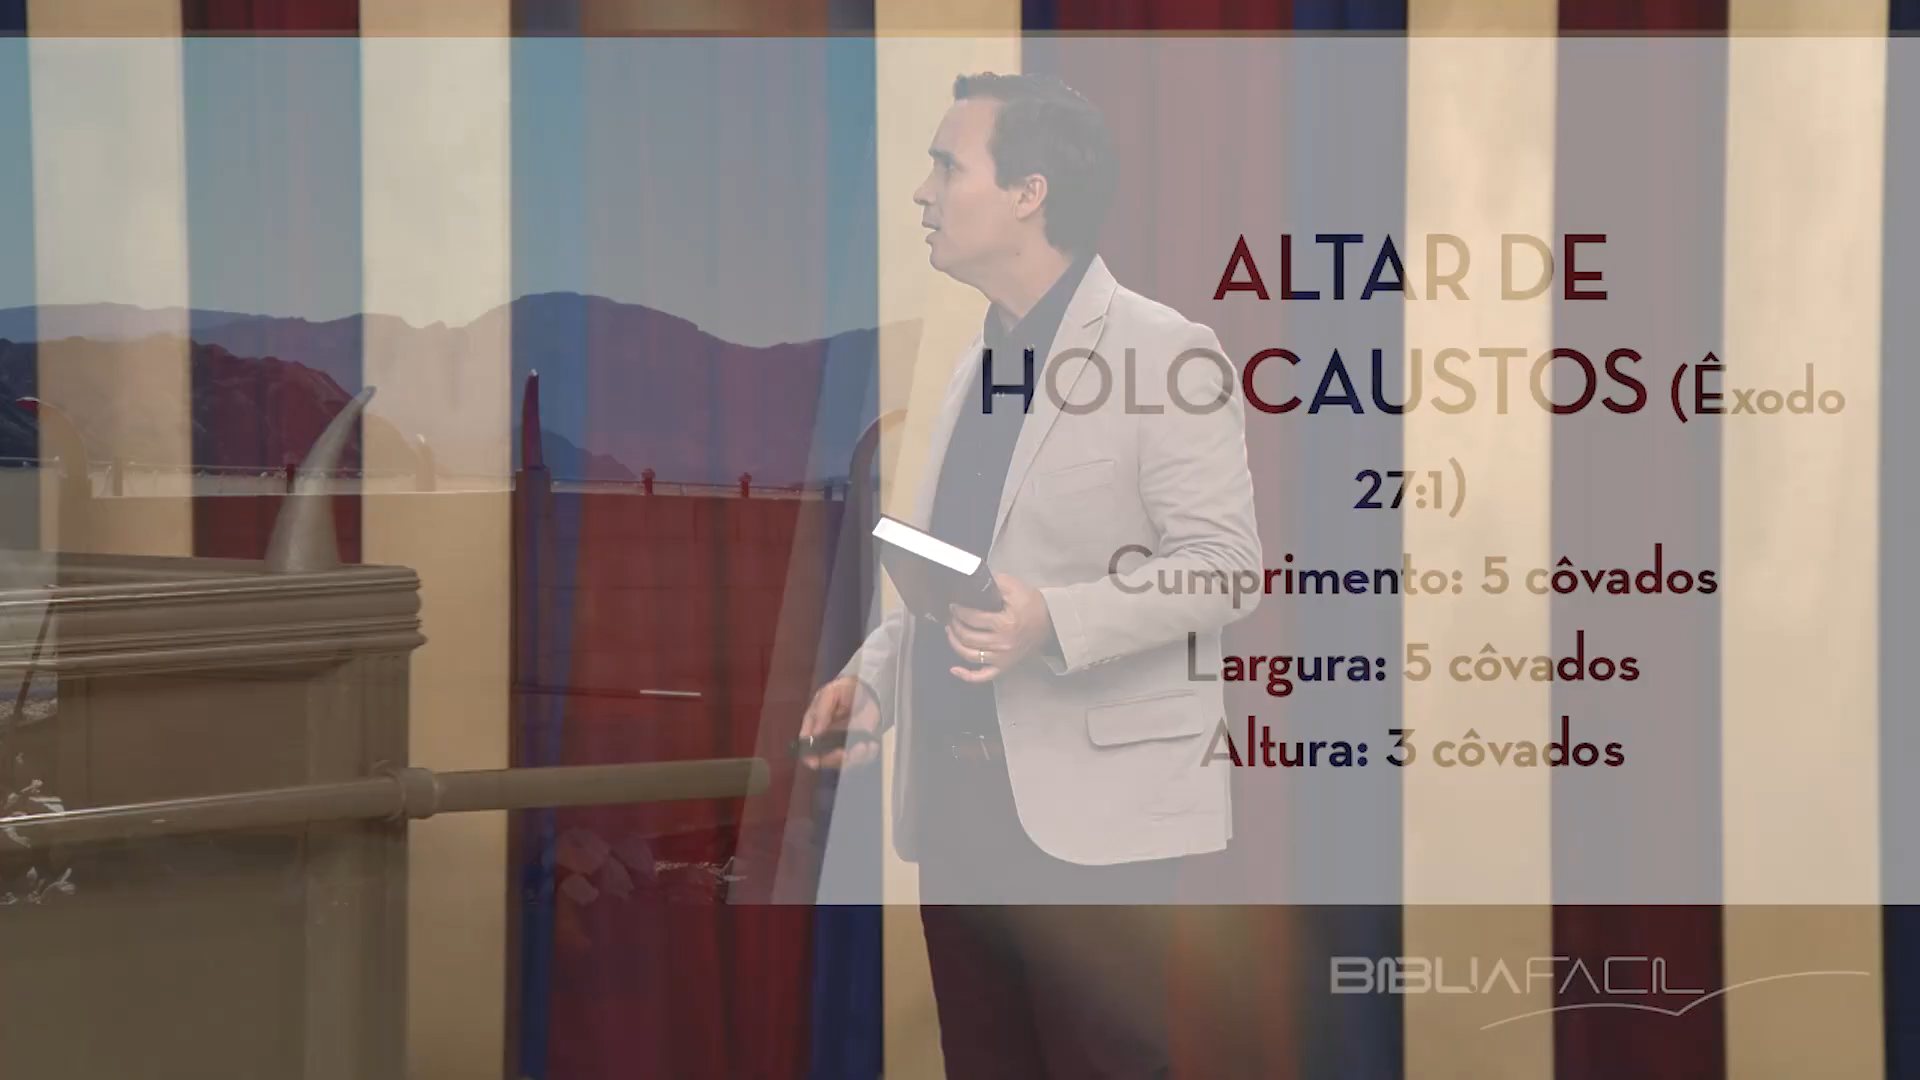 ALTAR DE
HOLOCAUSTOS (Êxodo
27:1)
Cumprimento: 5 côvados
Largura: 5 côvados
Altura: 3 côvados
BIBLIAFACIL